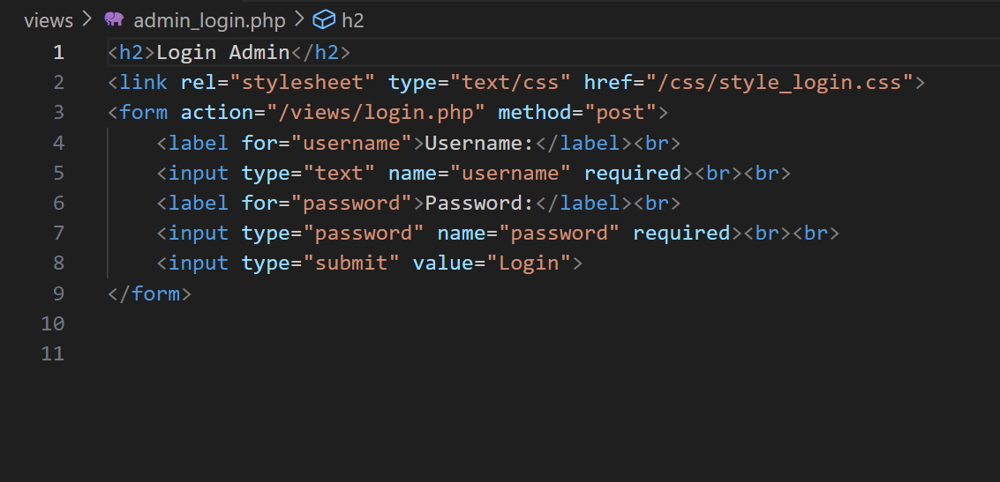 views > admin_login.php > h2
1 <h2>Login Admin</h2>
2 <link rel="stylesheet" type="text/css" href="/css/style_login.css">
3 <form action="/views/login.php" method="post">
4     <label for="username">Username:</label><br>
5     <input type="text" name="username" required><br><br>
6     <label for="password">Password:</label><br>
7     <input type="password" name="password" required><br><br>
8     <input type="submit" value="Login">
9 </form>
10
11